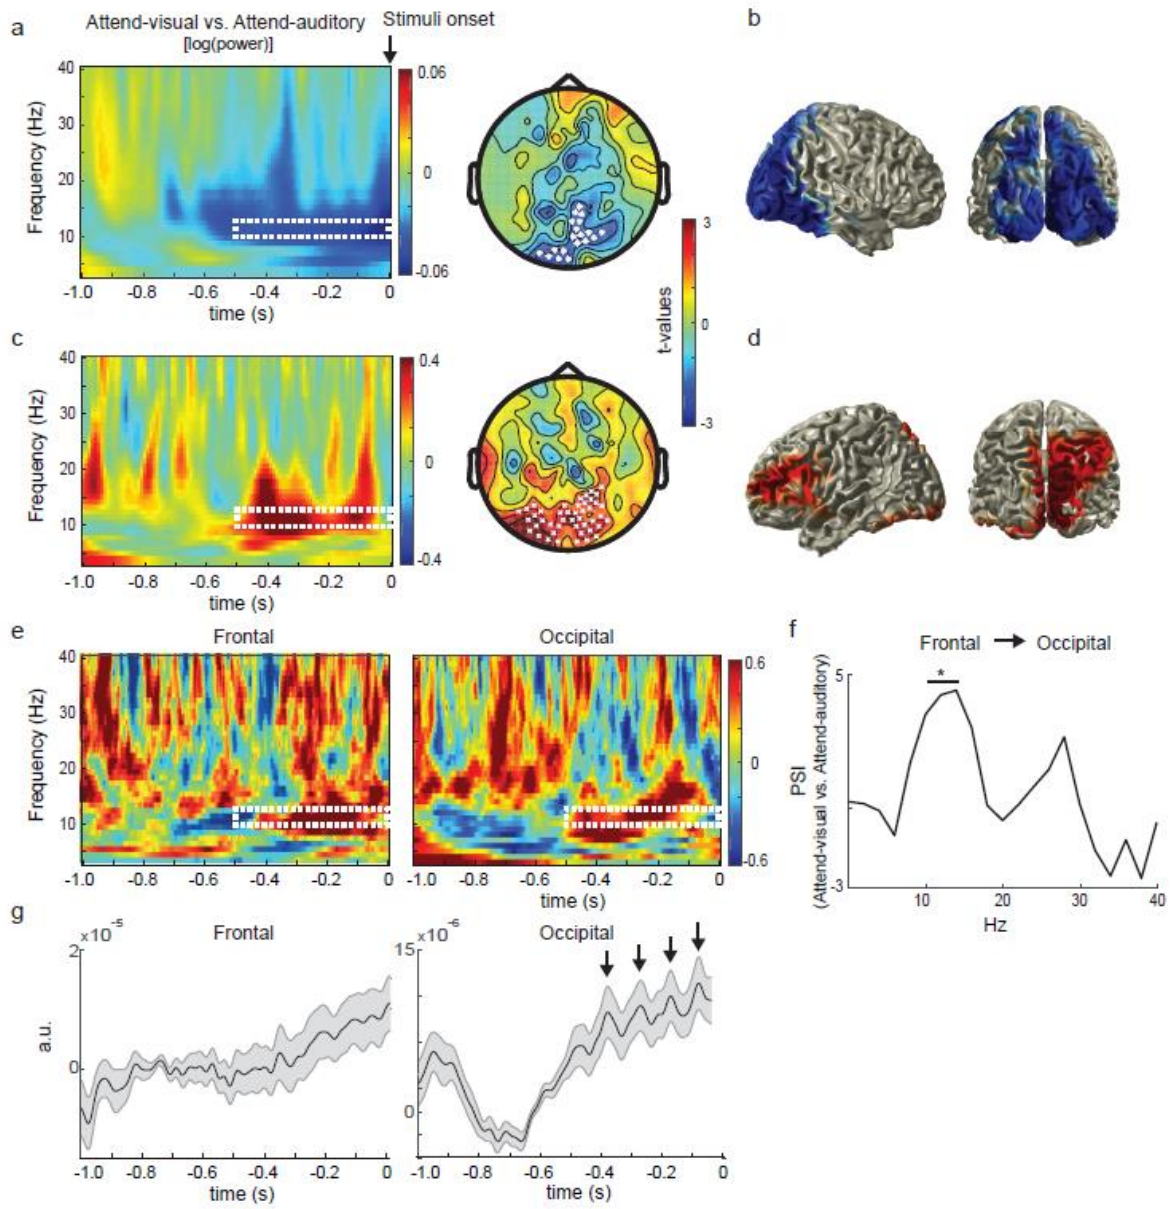 a
Attend-visual vs. Attend-auditory
[log(power)]
Stimuli onset
b
Frequency (Hz)
40
30
20
10
-1.0 -0.8 -0.6 -0.4 -0.2 0
time (s)
0.06
0
-0.06
3
0
-3
t-values
c
Frequency (Hz)
40
30
20
10
-1.0 -0.8 -0.6 -0.4 -0.2 0
time (s)
0.4
0
-0.4
d
e
Frontal
Frequency (Hz)
40
30
20
10
-1.0 -0.8 -0.6 -0.4 -0.2 0
time (s)
Occipital
-1.0 -0.8 -0.6 -0.4 -0.2 0
time (s)
0.6
0
-0.6
f
Frontal → Occipital
*
PSI
(Attend-visual vs. Attend-auditory)
5
-3
10 20 30 40
Hz
g
Frontal
×10⁻⁵
2
0
a.u.
-1.0 -0.8 -0.6 -0.4 -0.2 0
time (s)
Occipital
×10⁻⁶
15
0
-1.0 -0.8 -0.6 -0.4 -0.2 0
time (s)